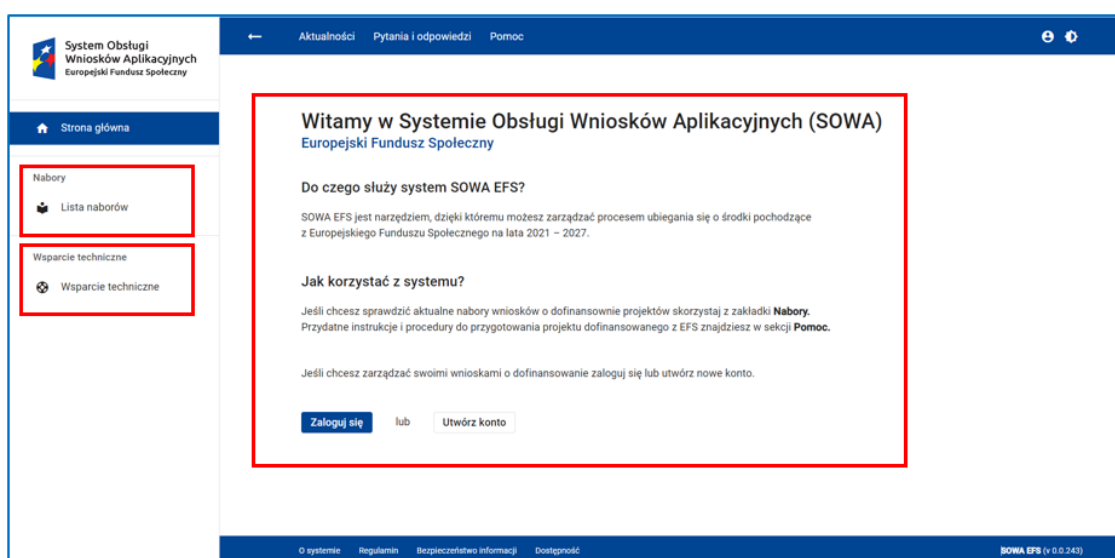 System Obsługi
Wniosków Aplikacyjnych
Europejski Fundusz Społeczny
Aktualności Pytania i odpowiedzi Pomoc
Strona główna
Nabory
Lista naborów
Wsparcie techniczne
Wsparcie techniczne
Witamy w Systemie Obsługi Wniosków Aplikacyjnych (SOWA)
Europejski Fundusz Społeczny
Do czego służy system SOWA EFS?
SOWA EFS jest narzędziem, dzięki któremu możesz zarządzać procesem ubiegania się o środki pochodzące
z Europejskiego Funduszu Społecznego na lata 2021 – 2027.
Jak korzystać z systemu?
Jeśli chcesz sprawdzić aktualne nabory wniosków o dofinansownie projektów skorzystaj z zakładki Nabory.
Przydatne instrukcje i procedury do przygotowania projektu dofinansowanego z EFS znajdziesz w sekcji Pomoc.
Jeśli chcesz zarządzać swoimi wnioskami o dofinansowanie zaloguj się lub utwórz nowe konto.
Zaloguj się lub Utwórz konto
O systemie Regulamin Bezpieczeństwo informacji Dostępność SOWA EFS (v 0.0.243)